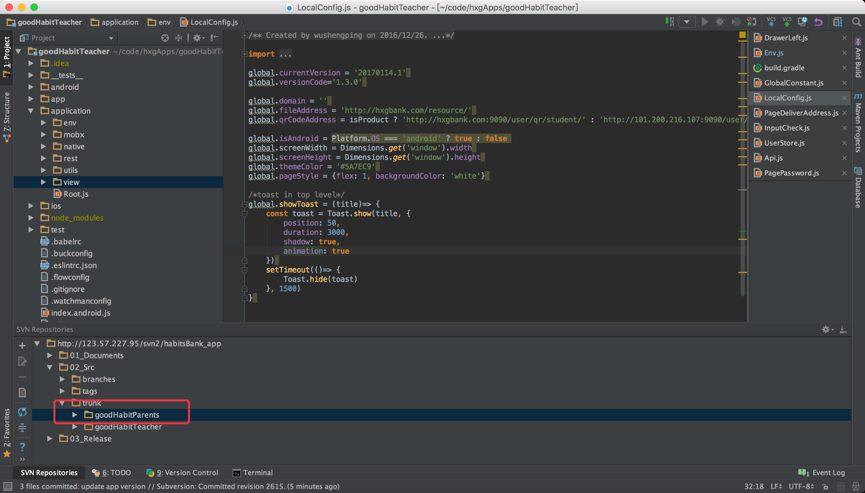 LocalConfig.js - goodHabitTeacher - [~/code/hxgApps/goodHabitTeacher]
goodHabitTeacher
application
env
LocalConfig.js
VCS
VCS
1: Project
Z: Structure
2: Favorites
Project
goodHabitTeacher ~/code/hxgApps/goodHabitT
.idea
__tests__
android
app
application
env
mobx
native
rest
utils
view
Root.js
ios
node_modules
test
.babelrc
.buckconfig
.eslintrc.json
.flowconfig
.gitignore
.watchmanconfig
index.android.js
/** Created by wushengping on 2016/12/26. ...*/
import ...
global.currentVersion = '20170114.1'
global.versionCode='1.3.0'
global.domain = ''
global.fileAddress = 'http://hxgbank.com/resource/'
global.qrCodeAddress = isProduct ? 'http://hxgbank.com:9090/user/qr/student/' : 'http://101.200.216.107:9090/user/
global.isAndroid = Platform.OS === 'android' ? true : false
global.screenWidth = Dimensions.get('window').width
global.screenHeight = Dimensions.get('window').height
global.themeColor = '#5A7EC9'
global.pageStyle = {flex: 1, backgroundColor: 'white'}
/*toast in top level*/
global.showToast = (title)=> {
const toast = Toast.show(title, {
position: 50,
duration: 3000,
shadow: true,
animation: true
})
setTimeout(()=> {
Toast.hide(toast)
}, 1500)
}
DrawerLeft.js
Env.js
build.gradle
GlobalConstant.js
LocalConfig.js
PageDeliverAddress.js
InputCheck.js
UserStore.js
Api.js
PagePassword.js
Ant Build
Maven Projects
Database
SVN Repositories
http://123.57.227.95/svn2/habitsBank_app
01_Documents
02_Src
branches
tags
trunk
goodHabitParents
goodHabitTeacher
03_Release
SVN Repositories
6: TODO
9: Version Control
Terminal
Event Log
3 files committed: update app version // Subversion: Committed revision 2615. (5 minutes ago)
32:18
LF
UTF-8